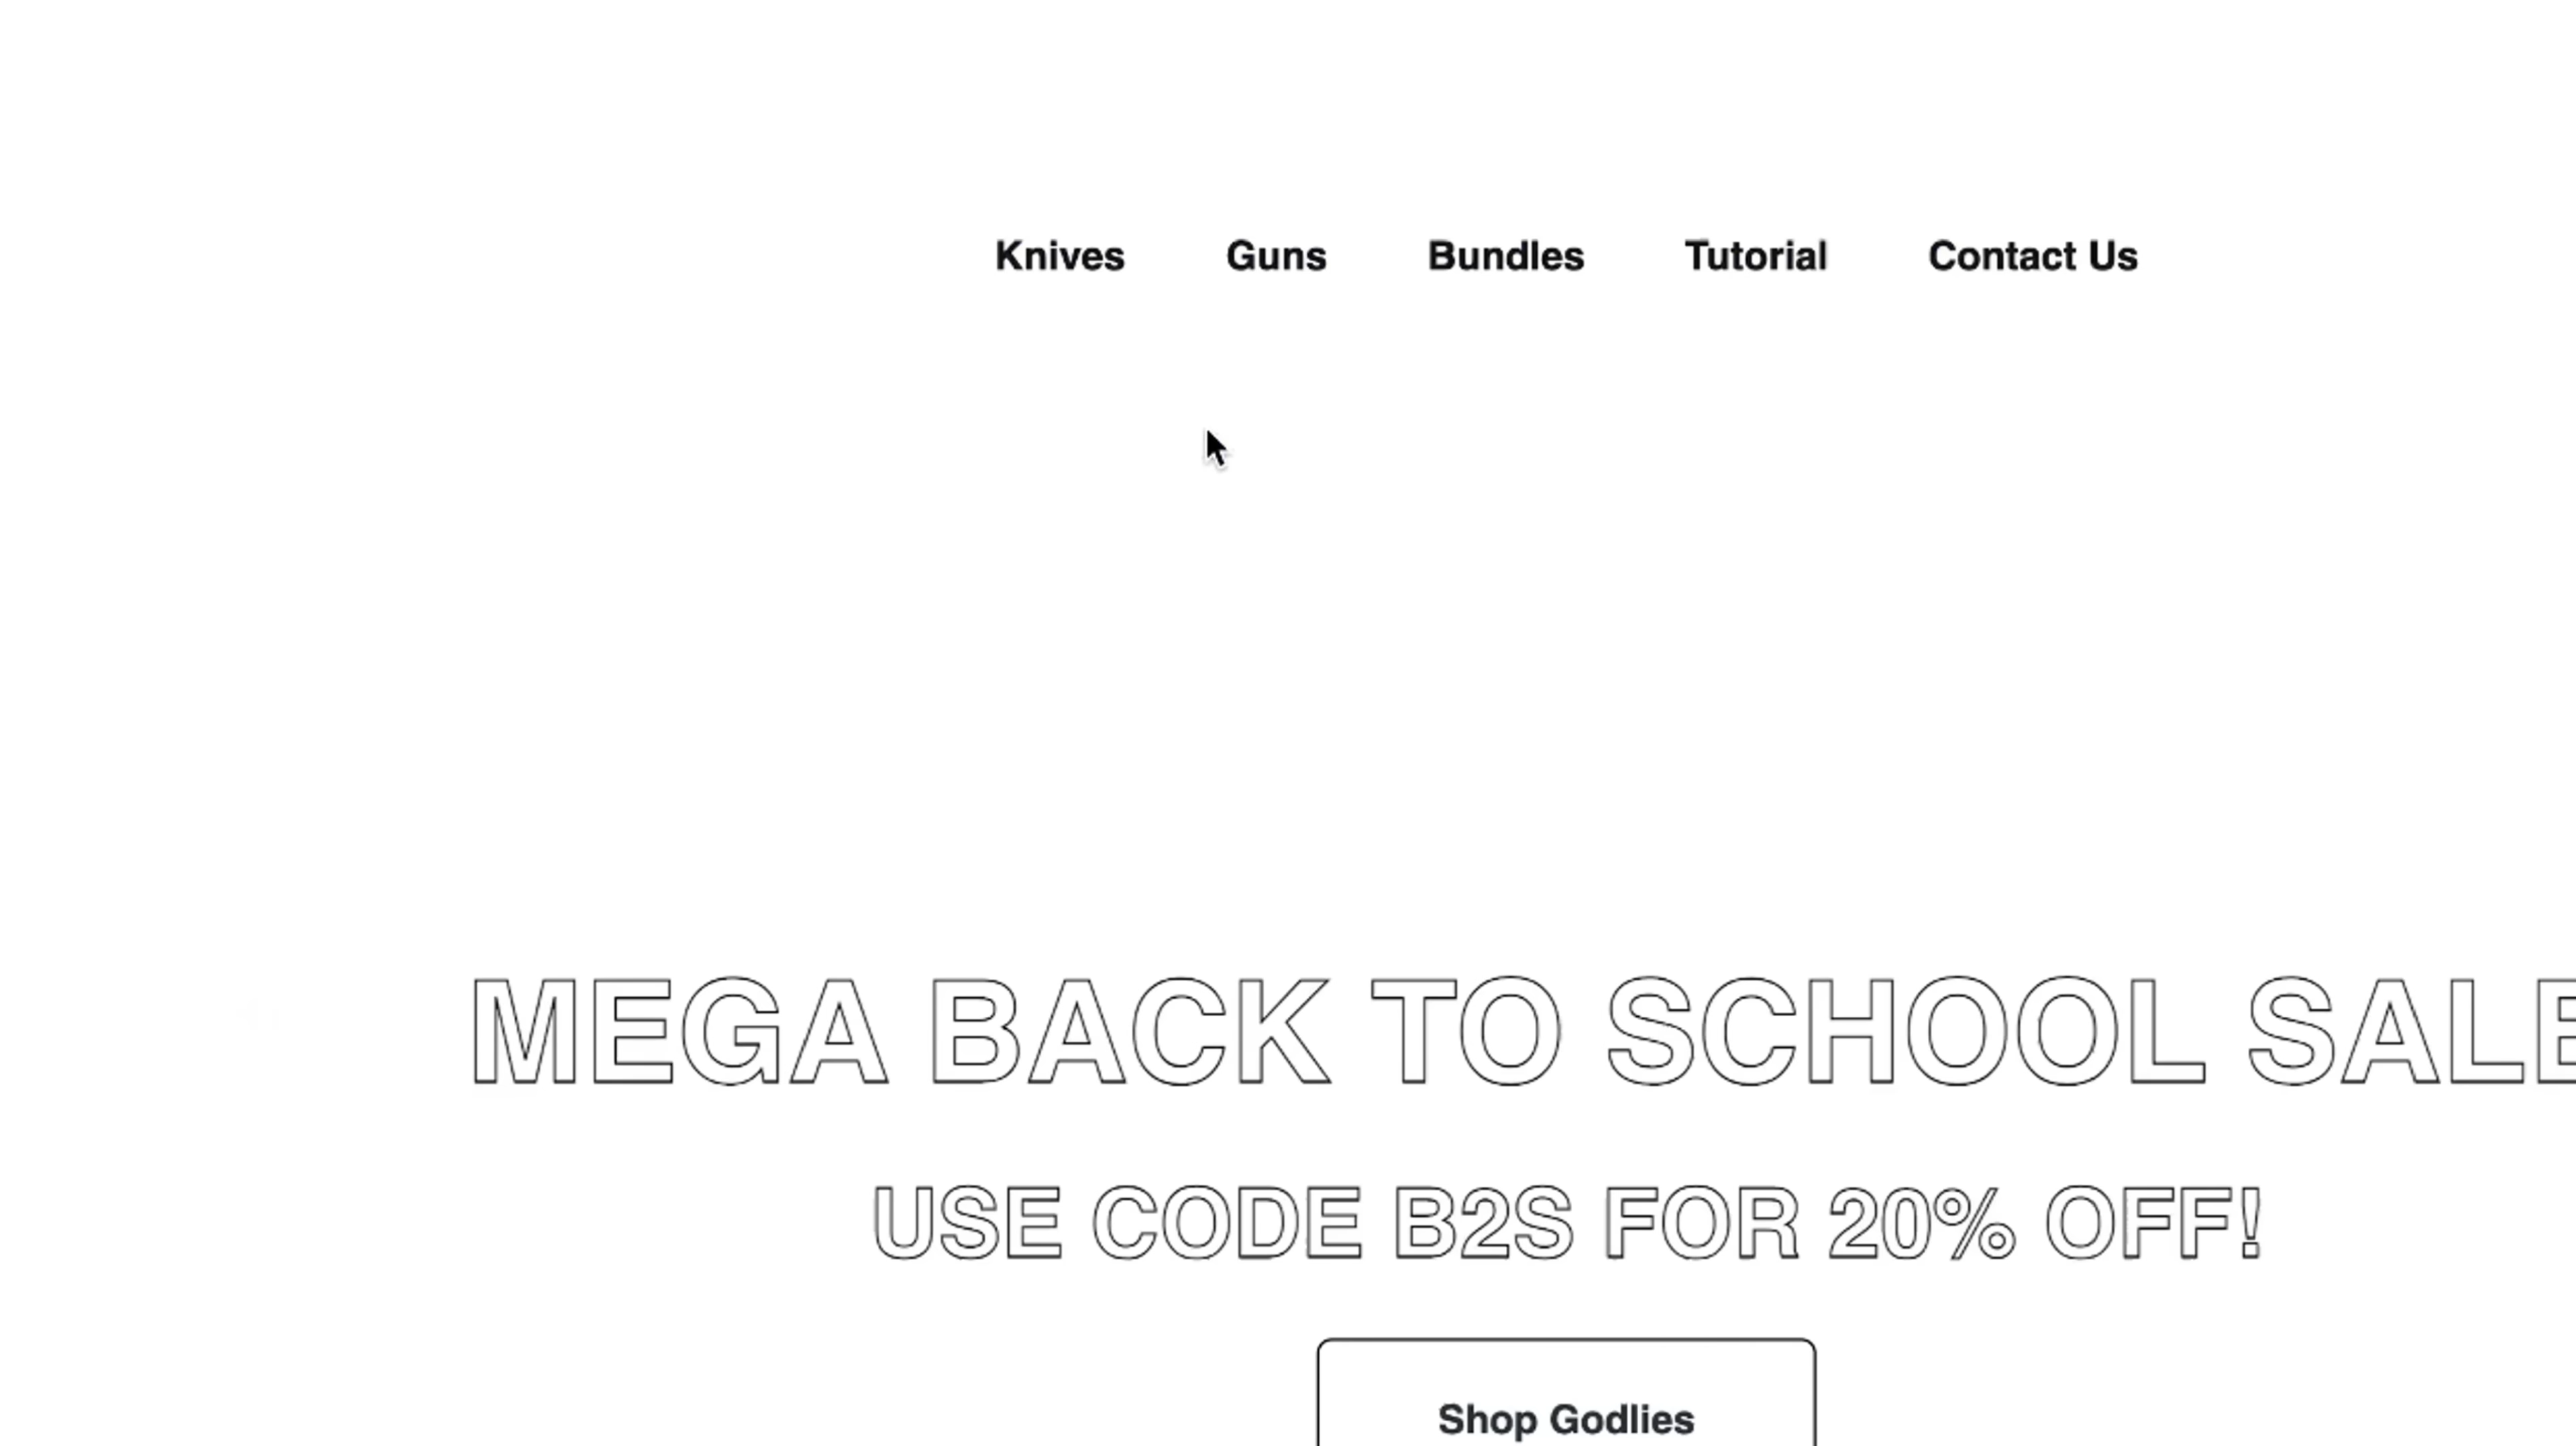 Knives Guns Bundles Tutorial Contact Us
MEGA BACK TO SCHOOL SALE
USE CODE B2S FOR 20% OFF!
Shop Godlies